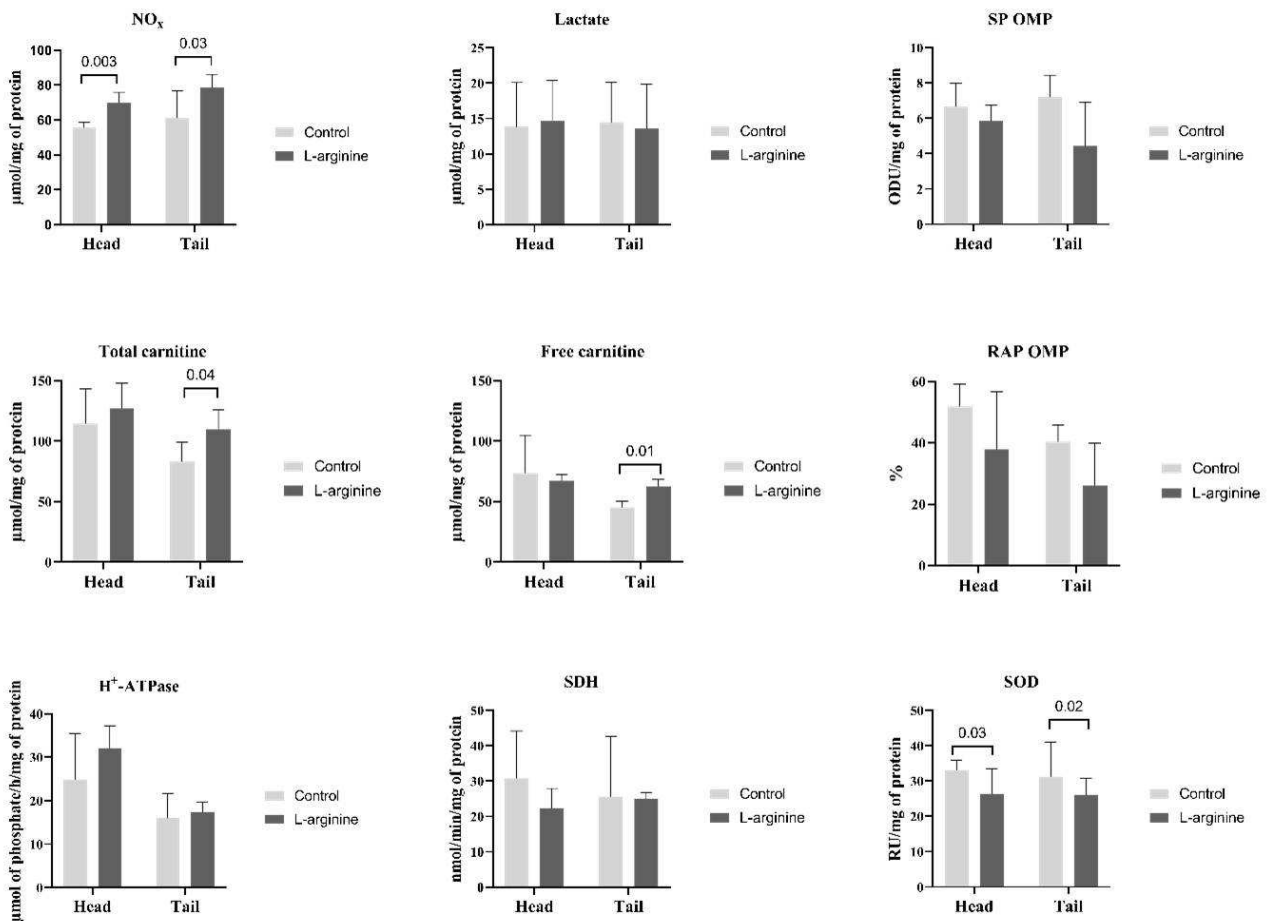 NOx
0.003
0.03
100
80
60
40
20
0
µmol/mg of protein
Head
Tail
Control
L-arginine
Lactate
25
20
15
10
5
0
µmol/mg of protein
Head
Tail
Control
L-arginine
SP OMP
8
6
4
2
0
ODU/mg of protein
Head
Tail
Control
L-arginine
Total carnitine
0.04
150
100
50
0
µmol/mg of protein
Head
Tail
Control
L-arginine
Free carnitine
0.01
150
100
50
0
µmol/mg of protein
Head
Tail
Control
L-arginine
RAP OMP
60
40
20
0
%
Head
Tail
Control
L-arginine
H⁺-ATPase
40
30
20
10
0
µmol of phosphate/h/mg of protein
Head
Tail
Control
L-arginine
SDH
50
40
30
20
10
0
nmol/min/mg of protein
Head
Tail
Control
L-arginine
SOD
0.03
0.02
50
40
30
20
10
0
RU/mg of protein
Head
Tail
Control
L-arginine